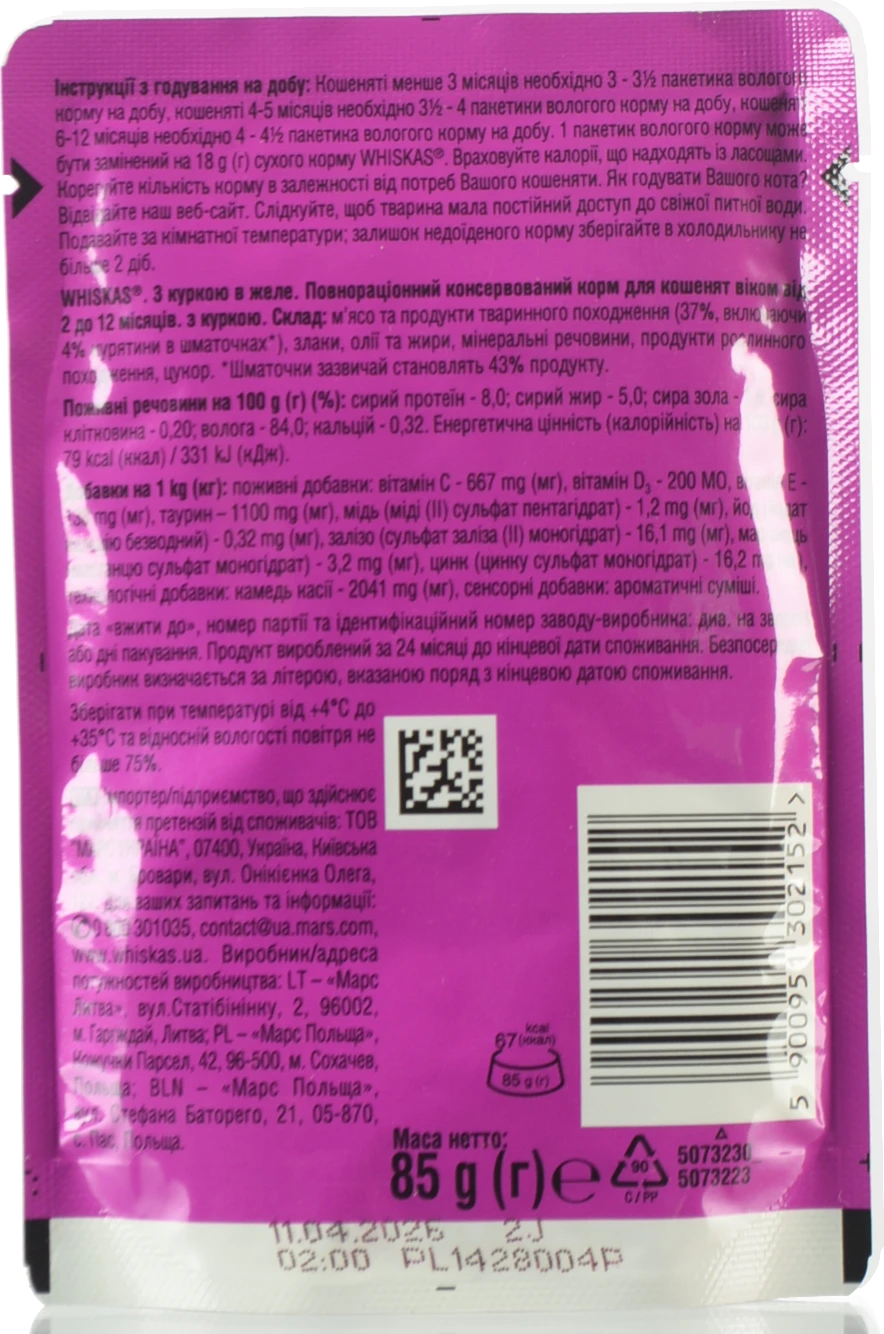 Інструкції з годування на добу: Кошеняті менше 3 місяців необхідно 3 - 3½ пакетика вологого
корму на добу, кошеняті 4-5 місяців необхідно 3½ - 4 пакетики вологого корму на добу, кошеняті
6-12 місяців необхідно 4 - 4½ пакетика вологого корму на добу. 1 пакетик вологого корму може
бути замінений на 18 g (г) сухого корму WHISKAS®. Враховуйте калорії, що надходять із ласощами.
Корегуйте кількість корму в залежності від потреб Вашого кошеняти. Як годувати Вашого кота?
Відвідайте наш веб-сайт. Слідкуйте, щоб тварина мала постійний доступ до свіжої питної води.
Подавайте за кімнатної температури; залишок недоїденого корму зберігайте в холодильнику не
більше 2 діб.
WHISKAS®. З куркою в желе. Повнораціонний консервований корм для кошенят віком від
2 до 12 місяців. з куркою. Склад: м'ясо та продукти тваринного походження (37%, включаючи
4% курятини в шматочках*), злаки, олії та жири, мінеральні речовини, продукти рослинного
походження, цукор. *Шматочки зазвичай становлять 43% продукту.
Поживні речовини на 100 g (г) (%): сирий протеїн - 8,0; сирий жир - 5,0; сира зола - сира
клітковина - 0,20; волога - 84,0; кальцій - 0,32. Енергетична цінність (калорійність) на (г):
79 kcal (ккал) / 331 kJ (кДж).
Добавки на 1 kg (кг): поживні добавки: вітамін С - 667 mg (мг), вітамін D₃ - 200 МО, E -
mg (мг), таурин – 1100 mg (мг), мідь (міді (II) сульфат пентагідрат) - 1,2 mg (мг),
безводний) - 0,32 mg (мг), залізо (сульфат заліза (II) моногідрат) - 16,1 mg (мг),
сульфат моногідрат) - 3,2 mg (мг), цинк (цинку сульфат моногідрат) - 16,2
технологічні добавки: камедь касії - 2041 mg (мг), сенсорні добавки: ароматичні суміші.
Дата «вжити до», номер партії та ідентифікаційний номер заводу-виробника: див. на
або дні пакування. Продукт вироблений за 24 місяці до кінцевої дати споживання.
виробник визначається за літерою, вказаною поряд з кінцевою датою споживання.
Зберігати при температурі від +4°С до
+35°С та відносній вологості повітря не
більше 75%.
Імпортер/підприємство, що здійснює
претензій від споживачів: ТОВ
"МАРС УКРАЇНА", 07400, Україна, Київська
Бровари, вул. Онікієнка Олега,
для ваших запитань та інформації:
301035, contact@ua.mars.com,
www.whiskas.ua. Виробник/адреса
потужностей виробництва: LT – «Марс
Литва», вул.Статібінінку, 2, 96002,
м. Гаргждай, Литва; PL – «Марс Польща»,
Кожушки Парсел, 42, 96-500, м. Сохачев,
Польща; BLN – «Марс Польща»,
вул. Стефана Баторего, 21, 05-870,
Польща.
5 900951 302152 >
kcal
67(ккал)
85 g (г)
Маса нетто:
85 g (г) ℮
90
C/PP
5073230
5073223
11.04.2026 2J
02:00 PL1428004P